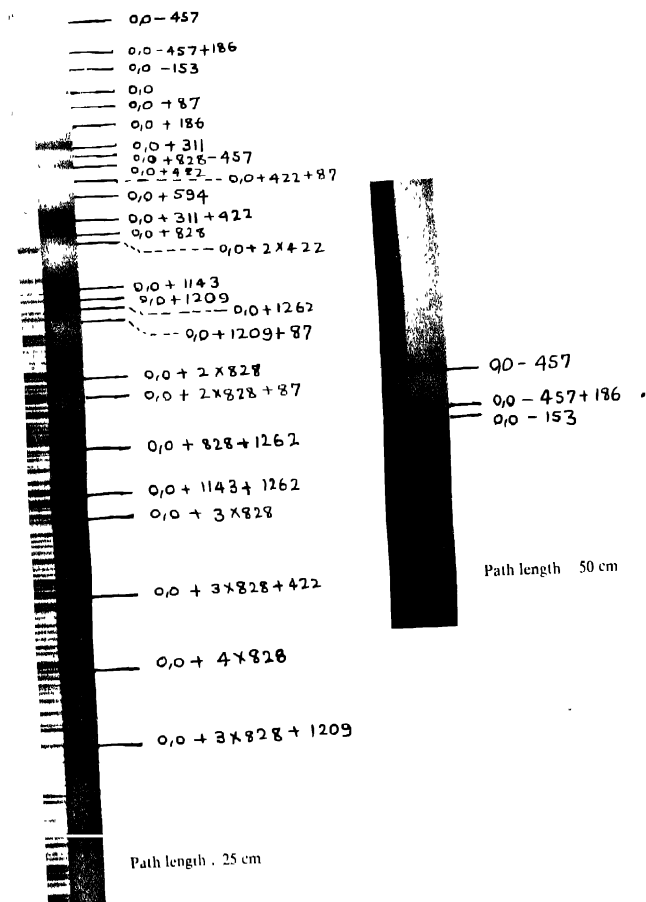 0,0 - 457
0,0 - 457 + 186
0,0 - 153
0,0
0,0 + 87
0,0 + 186
0,0 + 311
0,0 + 828 - 457
0,0 + 482
0,0 + 422 + 87
0,0 + 594
0,0 + 311 + 422
0,0 + 828
0,0 + 2 × 422
0,0 + 1143
0,0 + 1209
0,0 + 1262
0,0 + 1209 + 87
0,0 + 2 × 828
0,0 + 2 × 828 + 87
0,0 + 828 + 1262
0,0 + 1143 + 1262
0,0 + 3 × 828
0,0 + 3 × 828 + 422
0,0 + 4 × 828
0,0 + 3 × 828 + 1209
Path length . 25 cm
0,0 - 457
0,0 - 457 + 186
0,0 - 153
Path length 50 cm